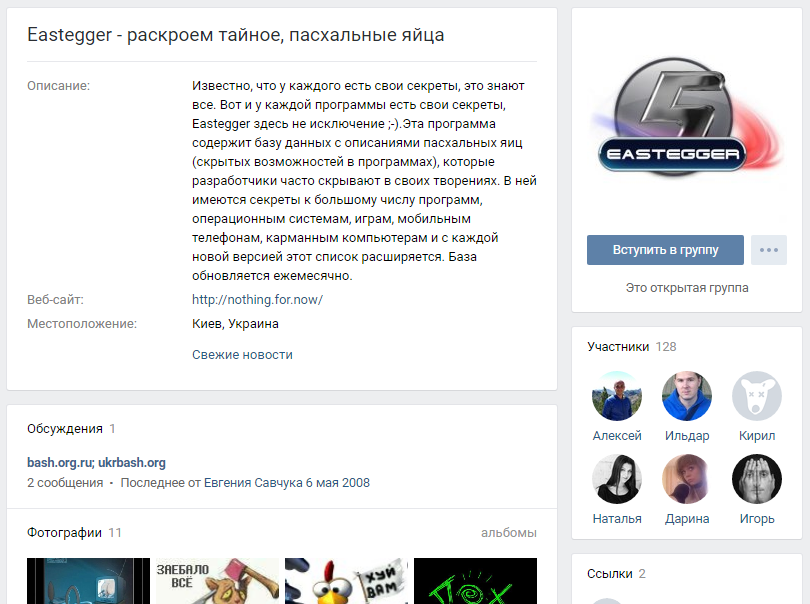 Eastegger - раскроем тайное, пасхальные яйца
Описание:
Известно, что у каждого есть свои секреты, это знают
все. Вот и у каждой программы есть свои секреты,
Eastegger здесь не исключение ;-).Эта программа
содержит базу данных с описаниями пасхальных яиц
(скрытых возможностей в программах), которые
разработчики часто скрывают в своих творениях. В ней
имеются секреты к большому числу программ,
операционным системам, играм, мобильным
телефонам, карманным компьютерам и с каждой
новой версией этот список расширяется. База
обновляется ежемесячно.
Веб-сайт:
http://nothing.for.now/
Местоположение:
Киев, Украина
Свежие новости
Обсуждения 1
bash.org.ru; ukrbash.org
2 сообщения · Последнее от Евгения Савчука 6 мая 2008
Фотографии 11
альбомы
ЗАЕБАЛО
ВСЁ
ХУЙ
ВАМ
ПОХ
EASTEGGER
Вступить в группу
Это открытая группа
Участники 128
Алексей
Ильдар
Кирил
Наталья
Дарина
Игорь
Ссылки 2